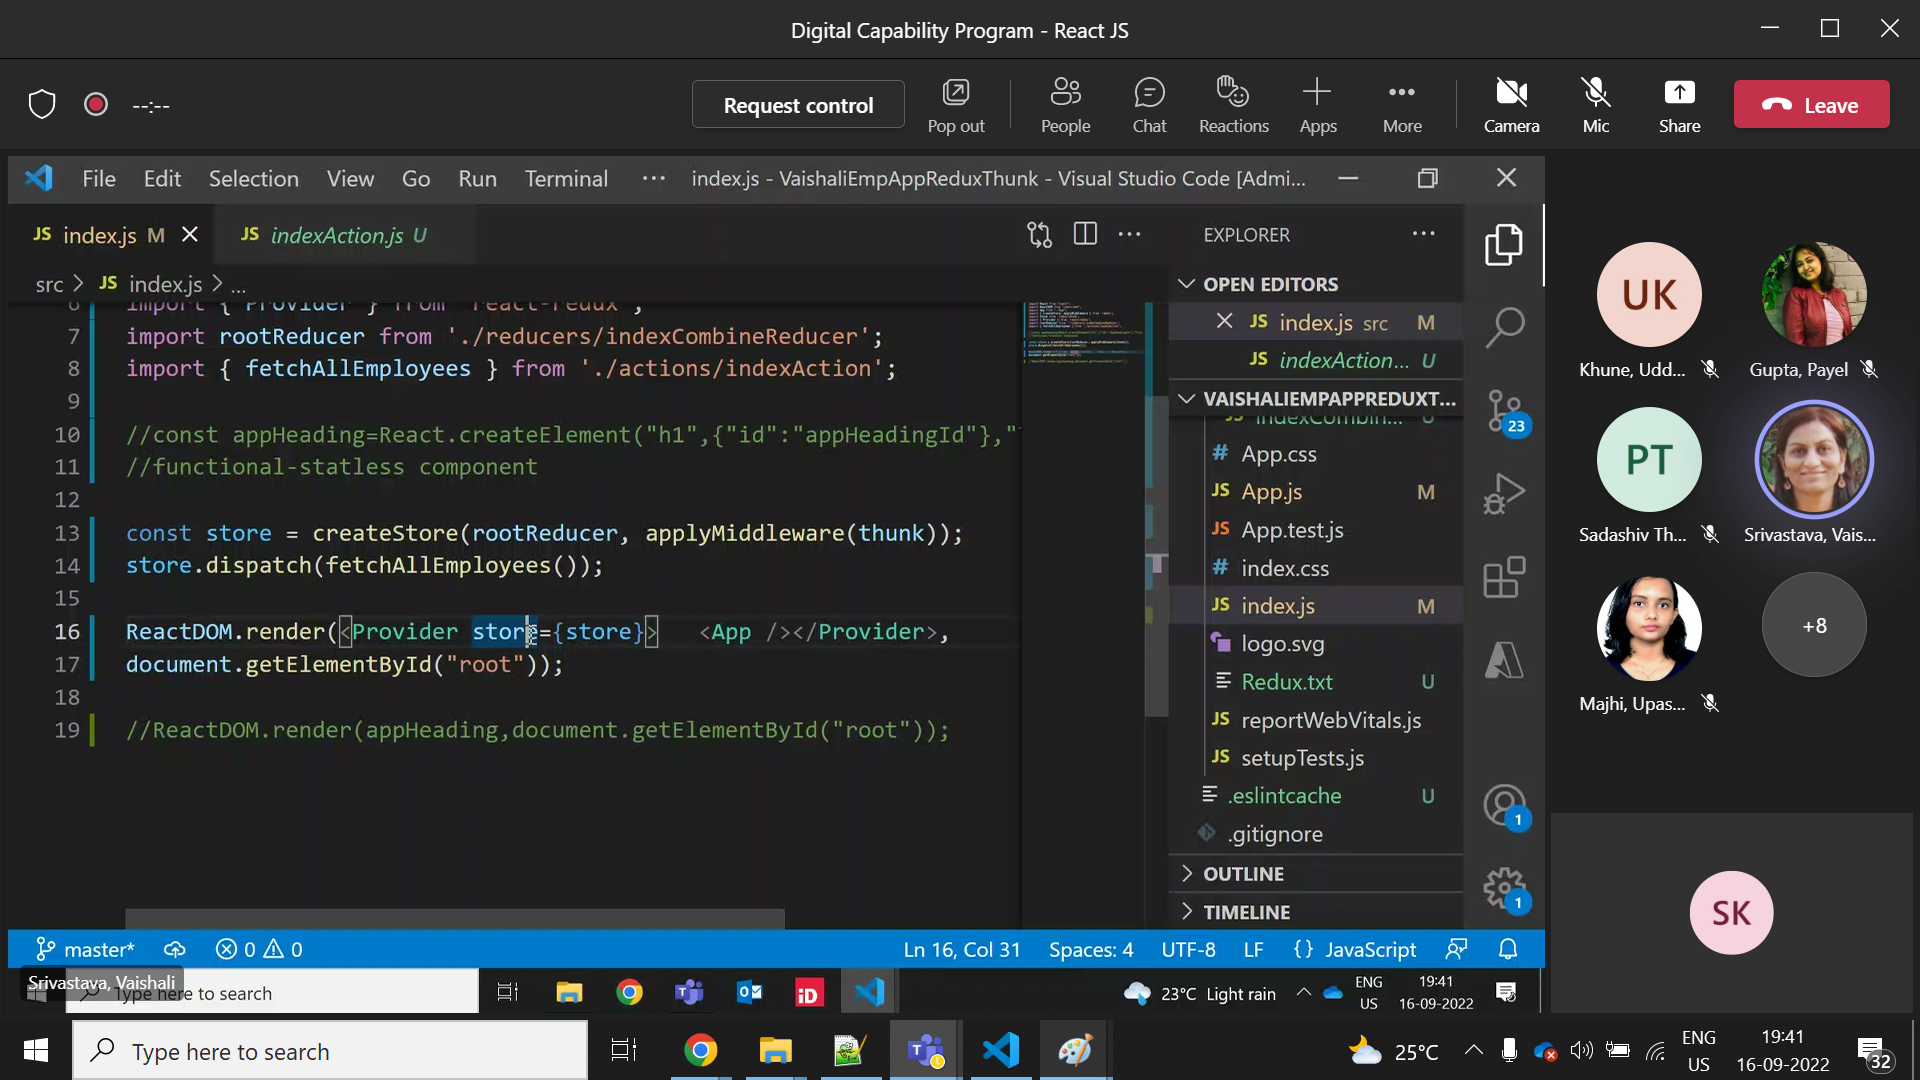 Digital Capability Program - React JS
--:--
Request control
Pop out
People
Chat
Reactions
Apps
More
Camera
Mic
Share
Leave
File Edit Selection View Go Run Terminal ··· index.js - VaishaliEmpAppReduxThunk - Visual Studio Code [Admi...
JS index.js M
JS indexAction.js U
src > JS index.js > ...
6 import { Provider } from 'react-redux';
7 import rootReducer from './reducers/indexCombineReducer';
8 import { fetchAllEmployees } from './actions/indexAction';
9
10 //const appHeading=React.createElement("h1",{"id":"appHeadingId"},"
11 //functional-statless component
12
13 const store = createStore(rootReducer, applyMiddleware(thunk));
14 store.dispatch(fetchAllEmployees());
15
16 ReactDOM.render(<Provider store={store}> <App /></Provider>,
17 document.getElementById("root"));
18
19 //ReactDOM.render(appHeading,document.getElementById("root"));
EXPLORER
OPEN EDITORS
JS index.js src M
JS indexAction... U
VAISHALIEMPAPPREDUXT...
JS indexCombin... U
# App.css
JS App.js M
JS App.test.js
# index.css
JS index.js M
logo.svg
Redux.txt U
JS reportWebVitals.js
JS setupTests.js
.eslintcache U
.gitignore
OUTLINE
TIMELINE
23
1
1
master*
0
0
Ln 16, Col 31
Spaces: 4
UTF-8
LF
{} JavaScript
Srivastava, Vaishali
Type here to search
iD
23°C Light rain
ENG
US
19:41
16-09-2022
UK
Khune, Udd...
Gupta, Payel
PT
Sadashiv Th...
Srivastava, Vais...
Majhi, Upas...
+8
SK
Type here to search
25°C
ENG
US
19:41
16-09-2022
32